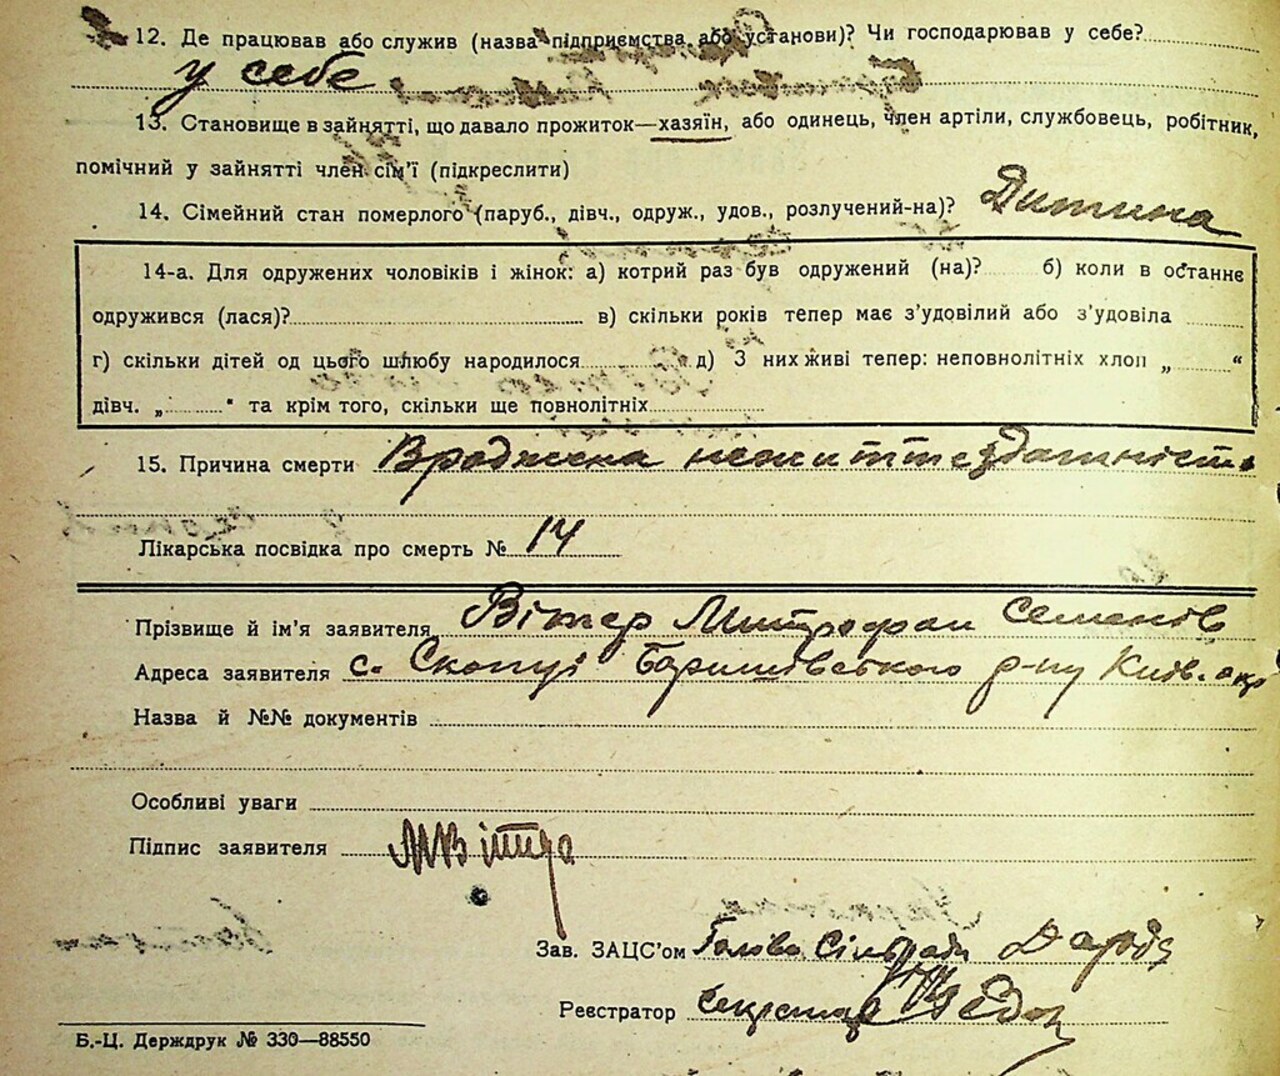 12. Де працював або служив (назва підприємства або установи)? Чи господарював у себе?
у себе
13. Становище в зайнятті, що давало прожиток—хазяїн, або одинець, член артіли, службовець, робітник,
помічний у зайнятті член сім'ї (підкреслити)
14. Сімейний стан померлого (паруб., дівч., одруж., удов., розлучений-на)? Дитина
14-а. Для одружених чоловіків і жінок: а) котрий раз був одружений (на)? б) коли в останнє
одружився (лася)? в) скільки років тепер має з'удовілий або з'удовіла
г) скільки дітей од цього шлюбу народилося д) З них живі тепер: неповнолітніх хлоп „ “
дівч. „ “ та крім того, скільки ще повнолітніх
15. Причина смерти Вроджена нежиттєздатність
Лікарська посвідка про смерть № 14
Прізвище й ім'я заявителя Вітер Митрофан Семенів
Адреса заявителя с. Скопці Баришівського р-ну Київ. окр
Назва й №№ документів
Особливі уваги
Підпис заявителя МВітер
Зав. ЗАЦС'ом Голова Сільради
Реєстратор Секретар
Б.-Ц. Держдрук № 330—88550